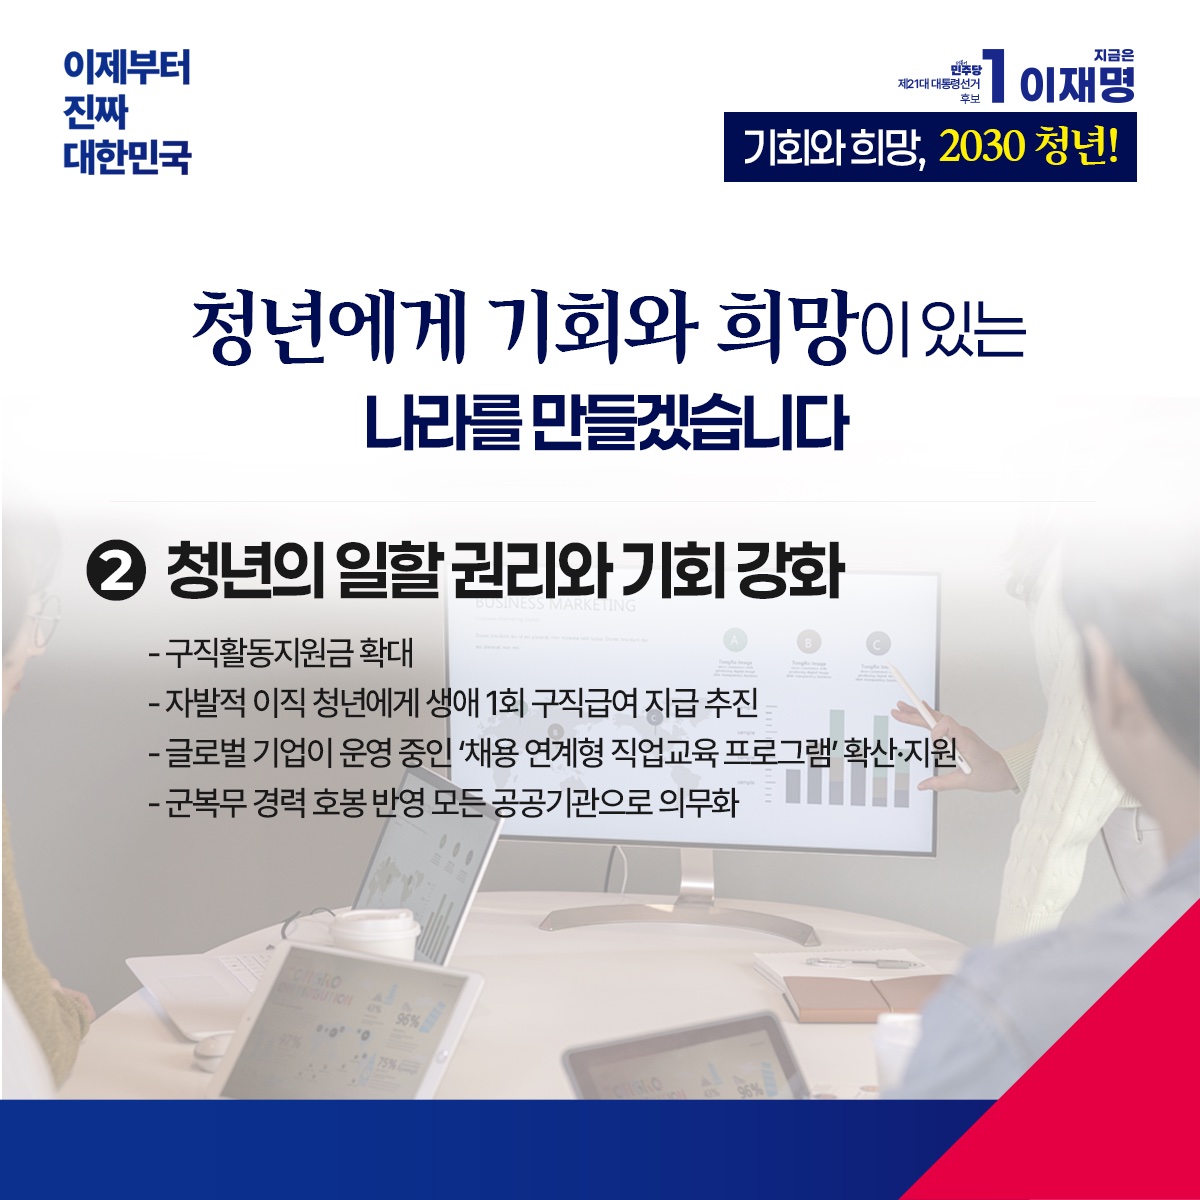 이제부터
진짜
대한민국
지금은
민주당
제21대 대통령선거
후보
1 이재명
기회와 희망, 2030 청년!
청년에게 기회와 희망이 있는
나라를 만들겠습니다
❷ 청년의 일할 권리와 기회 강화
- 구직활동지원금 확대
- 자발적 이직 청년에게 생애 1회 구직급여 지급 추진
- 글로벌 기업이 운영 중인 ‘채용 연계형 직업교육 프로그램’ 확산·지원
- 군복무 경력 호봉 반영 모든 공공기관으로 의무화
BUSINESS MARKETING
A B C
97%
43%
96%
75%